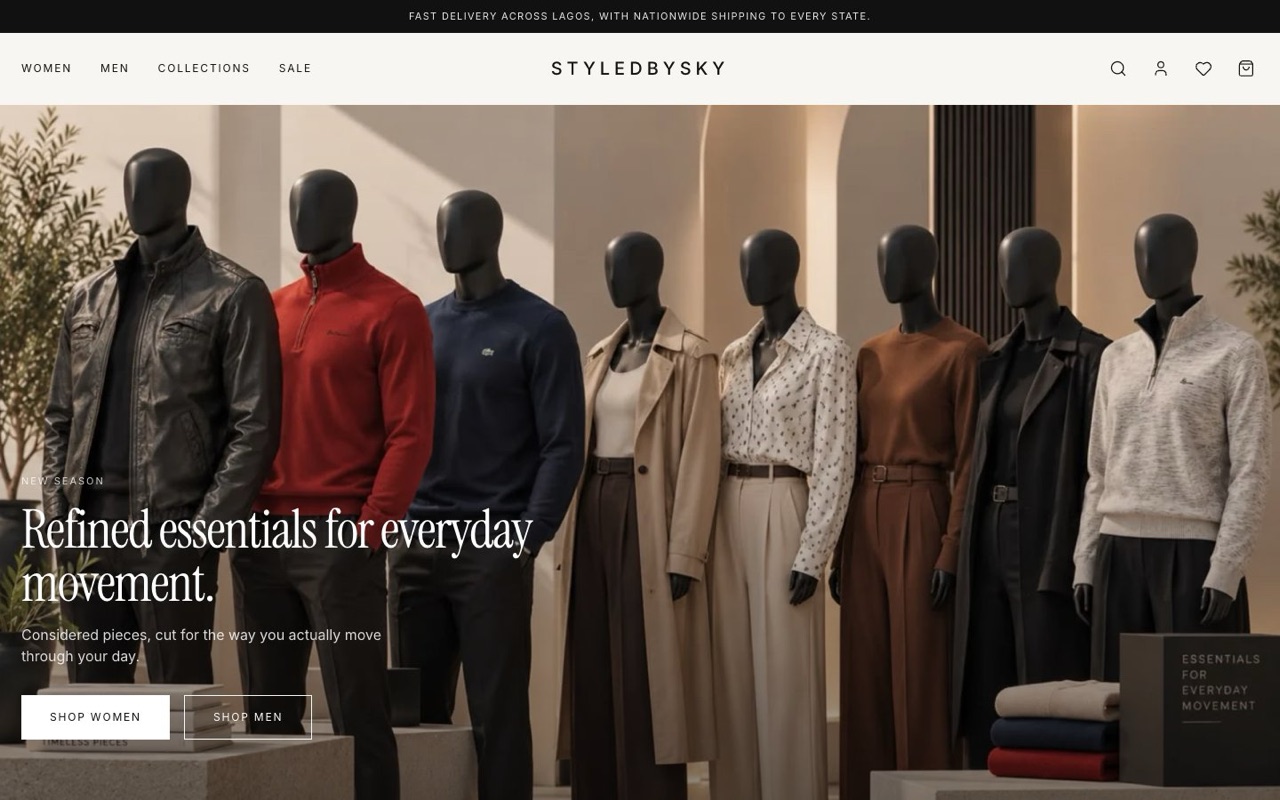 FAST DELIVERY ACROSS LAGOS, WITH NATIONWIDE SHIPPING TO EVERY STATE.
WOMEN MEN COLLECTIONS SALE STYLEDBYSKY
NEW SEASON
Refined essentials for everyday
movement.
Considered pieces, cut for the way you actually move
through your day.
SHOP WOMEN SHOP MEN
TIMELESS PIECES
ESSENTIALS
FOR
EVERYDAY
MOVEMENT